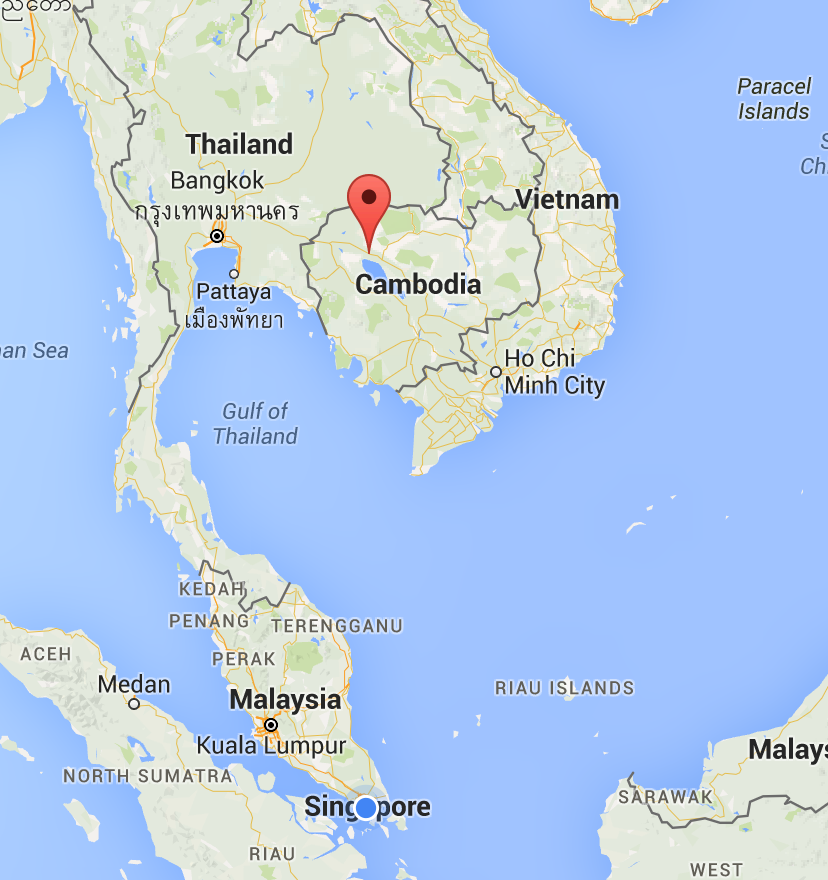 ညီတော
Paracel
Islands
S
Ch
Thailand
Bangkok
กรุงเทพมหานคร
Vietnam
Pattaya
เมืองพัทยา
Cambodia
an Sea
Ho Chi
Minh City
Gulf of
Thailand
KEDAH
PENANG
TERENGGANU
ACEH
PERAK
Medan
RIAU ISLANDS
Malaysia
Kuala Lumpur
Malays
NORTH SUMATRA
SARAWAK
Singapore
RIAU
WEST